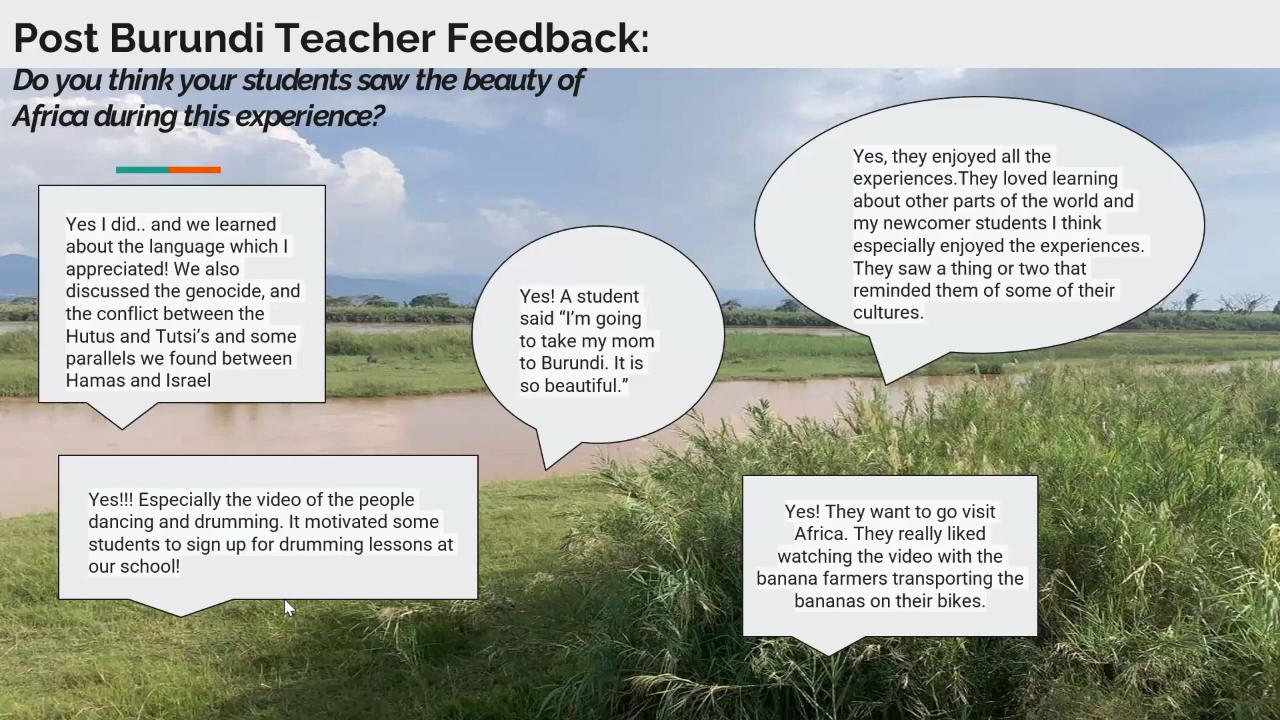 Post Burundi Teacher Feedback:
Do you think your students saw the beauty of
Africa during this experience?
Yes I did.. and we learned
about the language which I
appreciated! We also
discussed the genocide, and
the conflict between the
Hutus and Tutsi’s and some
parallels we found between
Hamas and Israel
Yes! A student
said “I’m going
to take my mom
to Burundi. It is
so beautiful.”
Yes, they enjoyed all the
experiences.They loved learning
about other parts of the world and
my newcomer students I think
especially enjoyed the experiences.
They saw a thing or two that
reminded them of some of their
cultures.
Yes!!! Especially the video of the people
dancing and drumming. It motivated some
students to sign up for drumming lessons at
our school!
Yes! They want to go visit
Africa. They really liked
watching the video with the
banana farmers transporting the
bananas on their bikes.